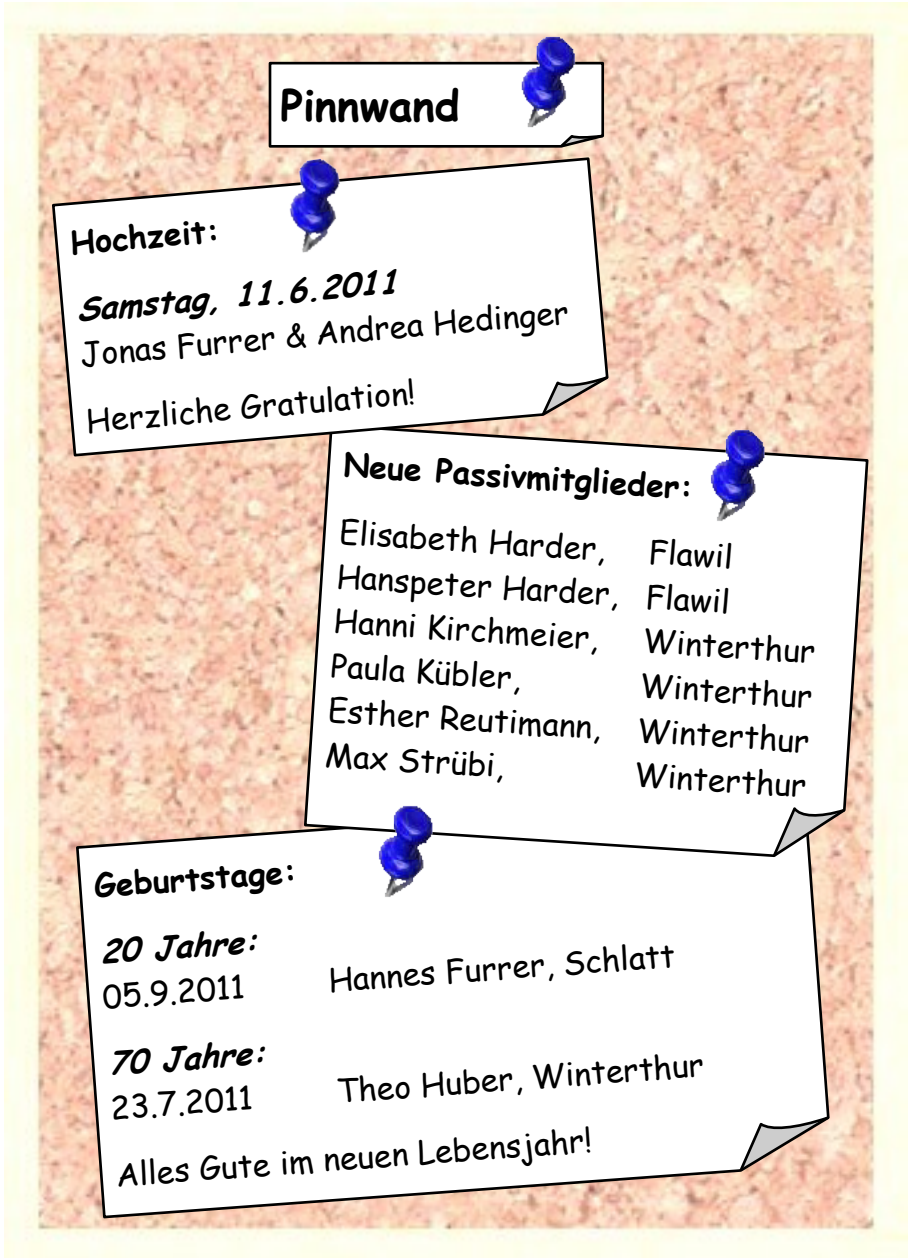 Pinnwand
Hochzeit:
Samstag, 11.6.2011
Jonas Furrer & Andrea Hedinger
Herzliche Gratulation!
Neue Passivmitglieder:
Elisabeth Harder, Flawil
Hanspeter Harder, Flawil
Hanni Kirchmeier, Winterthur
Paula Kübler, Winterthur
Esther Reutimann, Winterthur
Max Strübi, Winterthur
Geburtstage:
20 Jahre:
05.9.2011 Hannes Furrer, Schlatt
70 Jahre:
23.7.2011 Theo Huber, Winterthur
Alles Gute im neuen Lebensjahr!